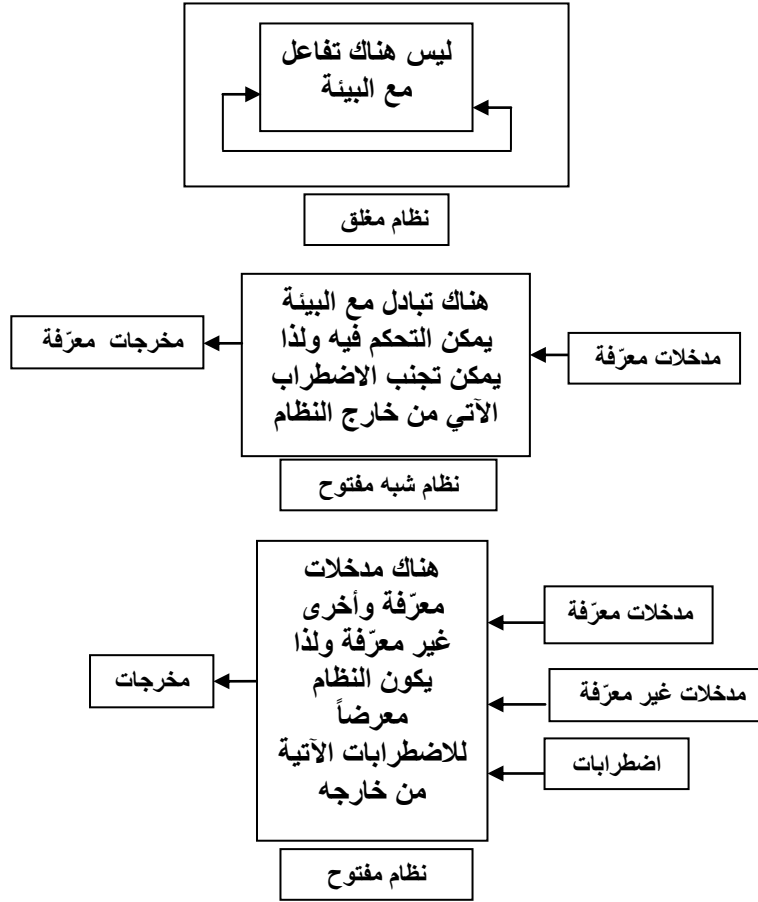 ليس هناك تفاعل
مع البيئة
نظام مغلق
هناك تبادل مع البيئة
يمكن التحكم فيه ولذا
يمكن تجنب الاضطراب
الآتي من خارج النظام
مدخلات معرّفة
مخرجات معرّفة
نظام شبه مفتوح
هناك مدخلات
معرّفة وأخرى
غير معرّفة ولذا
يكون النظام
معرضاً
للاضطرابات الآتية
من خارجه
مدخلات معرّفة
مدخلات غير معرّفة
اضطرابات
مخرجات
نظام مفتوح